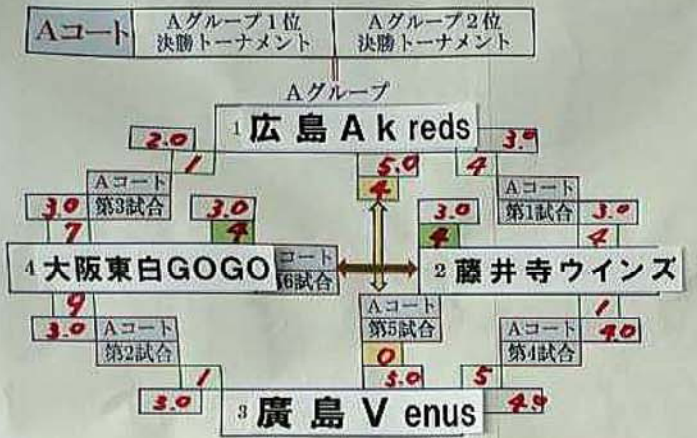 Aコート
Aグループ1位
決勝トーナメント
Aグループ2位
決勝トーナメント
Aグループ
1 広島Ak reds
2.0
1
5.0
4
4
3.0
Aコート
第3試合
Aコート
第1試合
3.0
7
3.0
4
3.0
4
3.0
4
4 大阪東白GOGO
コート
第6試合
2 藤井寺ウインズ
9
3.0
Aコート
第2試合
Aコート
第5試合
Aコート
第4試合
1
4.0
1
3.0
0
5.0
5
4.9
3 廣島V enus